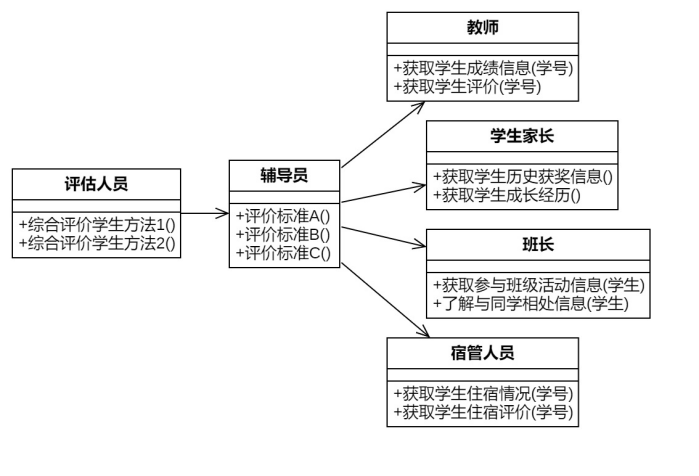 教师
+获取学生成绩信息(学号)
+获取学生评价(学号)
学生家长
+获取学生历史获奖信息()
+获取学生成长经历()
评估人员
+综合评价学生方法1()
+综合评价学生方法2()
辅导员
+评价标准A()
+评价标准B()
+评价标准C()
班长
+获取参与班级活动信息(学生)
+了解与同学相处信息(学生)
宿管人员
+获取学生住宿情况(学号)
+获取学生住宿评价(学号)